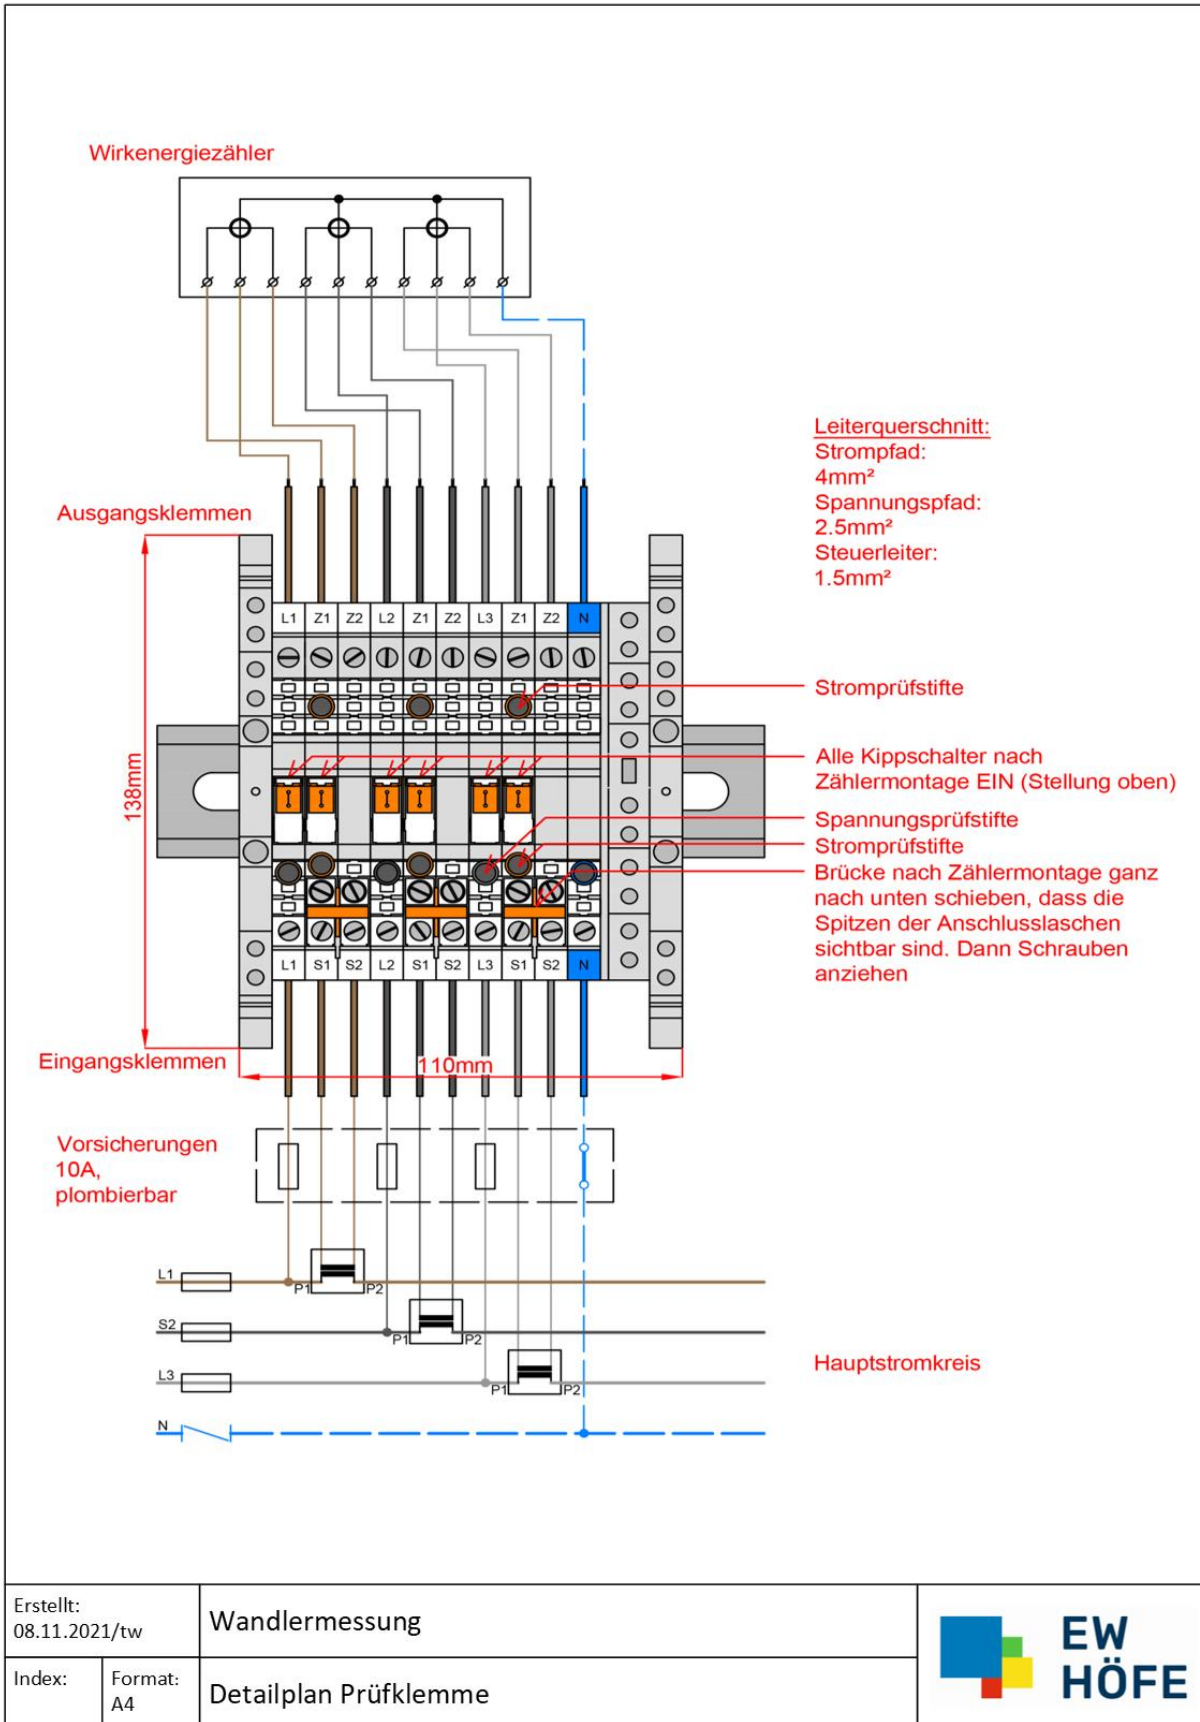 Wirkenergiezähler
Leiterquerschnitt:
Strompfad:
4mm²
Spannungspfad:
2.5mm²
Steuerleiter:
1.5mm²
Ausgangsklemmen
L1 Z1 Z2 L2 Z1 Z2 L3 Z1 Z2 N
Stromprüfstifte
Alle Kippschalter nach
Zählermontage EIN (Stellung oben)
138mm
Spannungsprüfstifte
Stromprüfstifte
Brücke nach Zählermontage ganz
nach unten schieben, dass die
Spitzen der Anschlusslaschen
sichtbar sind. Dann Schrauben
anziehen
L1 S1 S2 L2 S1 S2 L3 S1 S2 N
Eingangsklemmen
110mm
Vorsicherungen
10A,
plombierbar
L1
P1 P2
S2
P1 P2
L3
P1 P2
Hauptstromkreis
N
Erstellt:
08.11.2021/tw
Wandlermessung
Index:
Format:
A4
Detailplan Prüfklemme
EW
HÖFE